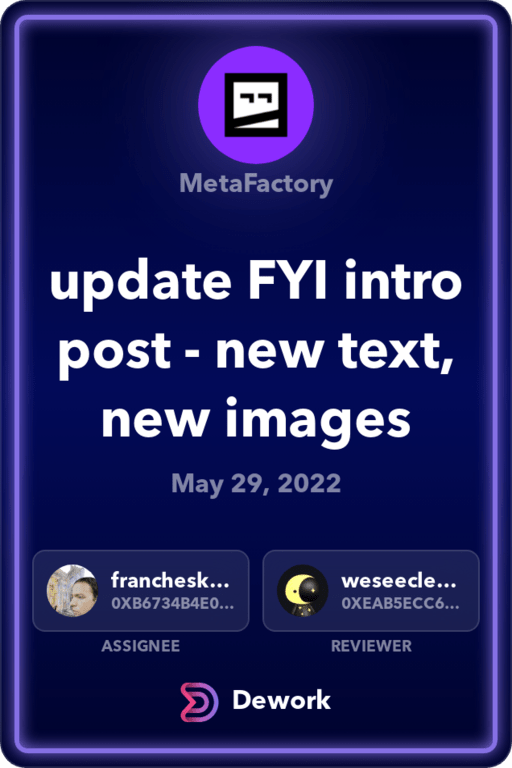 MetaFactory
update FYI intro
post - new text,
new images
May 29, 2022
franchesk...
0XB6734B4E0...
ASSIGNEE
weseecle...
0XEAB5ECC6...
REVIEWER
Dework